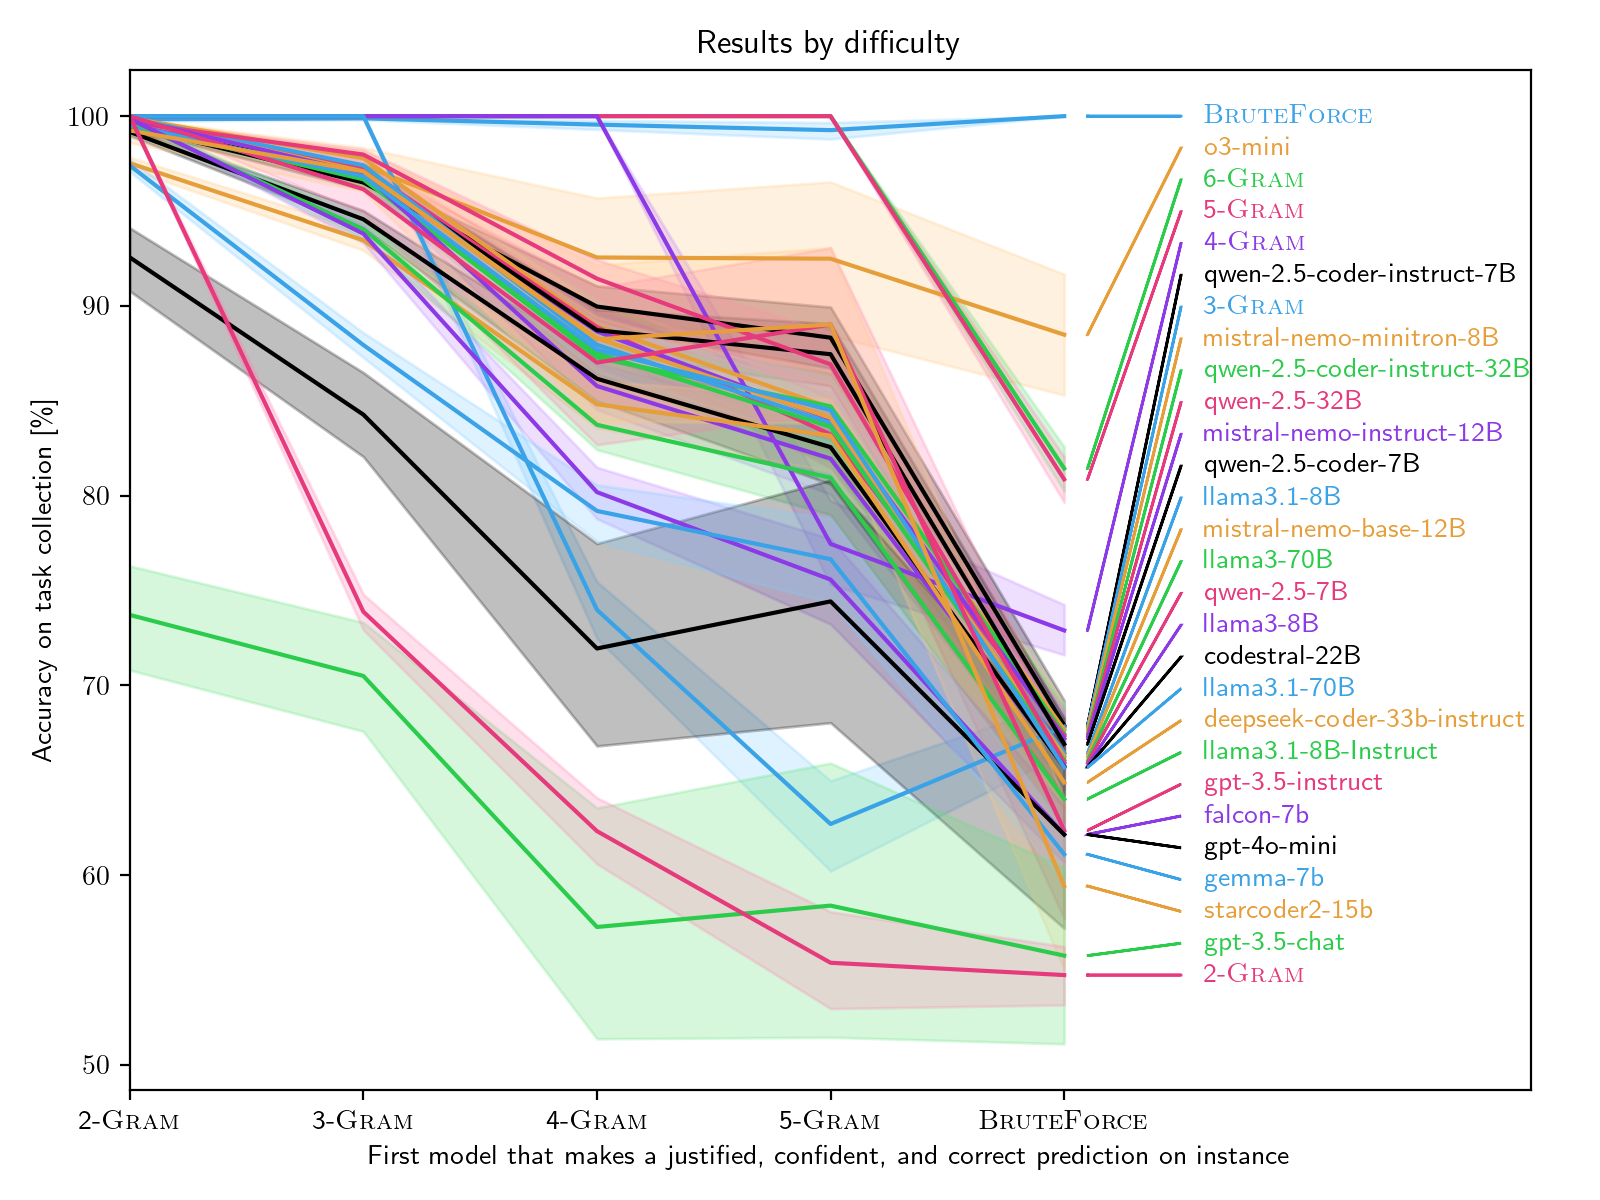 Results by difficulty
Accuracy on task collection [%]
100
90
80
70
60
50
2-Gram
3-Gram
4-Gram
5-Gram
BruteForce
First model that makes a justified, confident, and correct prediction on instance
BruteForce
o3-mini
6-Gram
5-Gram
4-Gram
qwen-2.5-coder-instruct-7B
3-Gram
mistral-nemo-minitron-8B
qwen-2.5-coder-instruct-32B
qwen-2.5-32B
mistral-nemo-instruct-12B
qwen-2.5-coder-7B
llama3.1-8B
mistral-nemo-base-12B
llama3-70B
qwen-2.5-7B
llama3-8B
codestral-22B
llama3.1-70B
deepseek-coder-33b-instruct
llama3.1-8B-Instruct
gpt-3.5-instruct
falcon-7b
gpt-4o-mini
gemma-7b
starcoder2-15b
gpt-3.5-chat
2-Gram